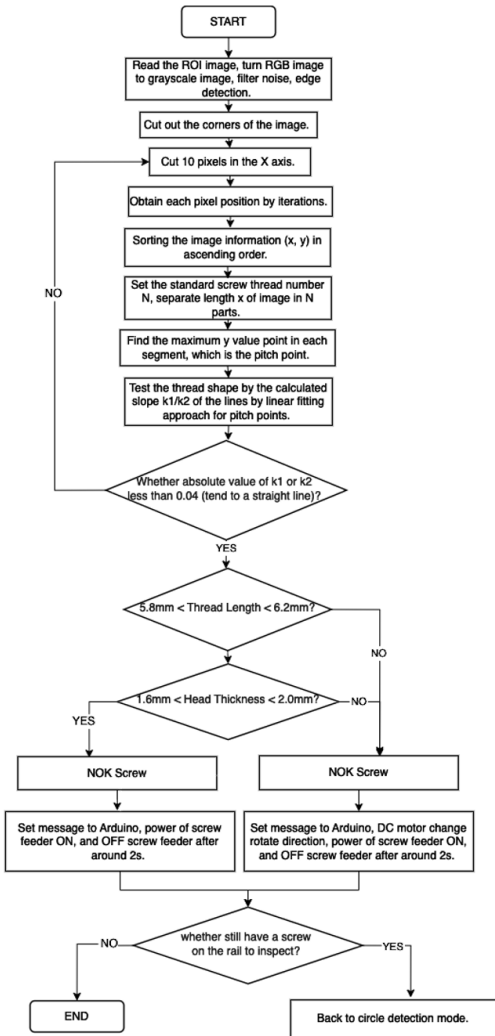 START
Read the ROI image, turn RGB image
to grayscale image, filter noise, edge
detection.
Cut out the corners of the image.
Cut 10 pixels in the X axis.
Obtain each pixel position by iterations.
Sorting the image information (x, y) in
ascending order.
NO
Set the standard screw thread number
N, separate length x of image in N
parts.
Find the maximum y value point in each
segment, which is the pitch point.
Test the thread shape by the calculated
slope k1/k2 of the lines by linear fitting
approach for pitch points.
Whether absolute value of k1 or k2
less than 0.04 (tend to a straight line)?
YES
5.8mm < Thread Length < 6.2mm?
NO
1.6mm < Head Thickness < 2.0mm?
NO
YES
NOK Screw
NOK Screw
Set message to Arduino, power of screw
feeder ON, and OFF screw feeder after
around 2s.
Set message to Arduino, DC motor change
rotate direction, power of screw feeder ON,
and OFF screw feeder after around 2s.
whether still have a screw
on the rail to inspect?
NO
YES
END
Back to circle detection mode.